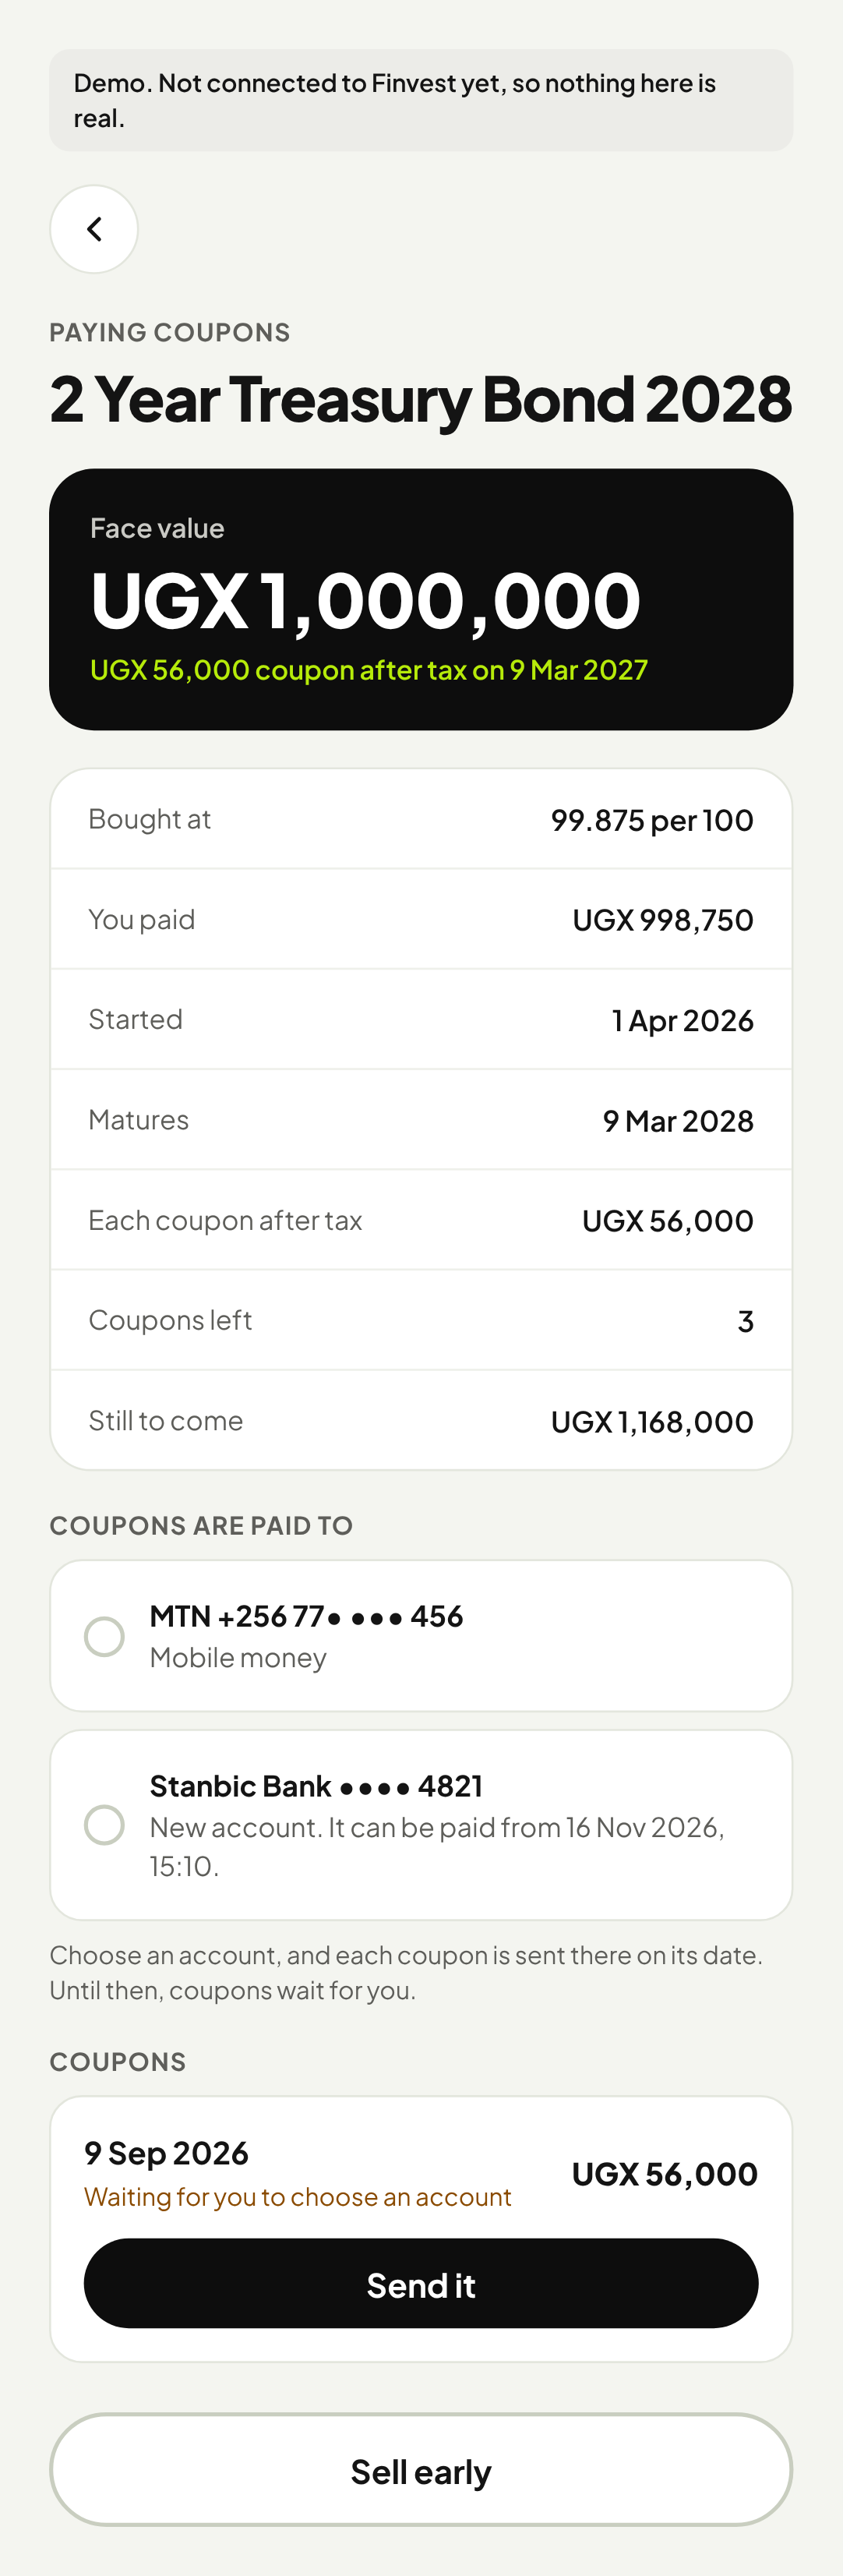 Demo. Not connected to Finvest yet, so nothing here is
real.
PAYING COUPONS
2 Year Treasury Bond 2028
Face value
UGX 1,000,000
UGX 56,000 coupon after tax on 9 Mar 2027
Bought at 99.875 per 100
You paid UGX 998,750
Started 1 Apr 2026
Matures 9 Mar 2028
Each coupon after tax UGX 56,000
Coupons left 3
Still to come UGX 1,168,000
COUPONS ARE PAID TO
MTN +256 77• ••• 456
Mobile money
Stanbic Bank •••• 4821
New account. It can be paid from 16 Nov 2026,
15:10.
Choose an account, and each coupon is sent there on its date.
Until then, coupons wait for you.
COUPONS
9 Sep 2026
Waiting for you to choose an account
UGX 56,000
Send it
Sell early